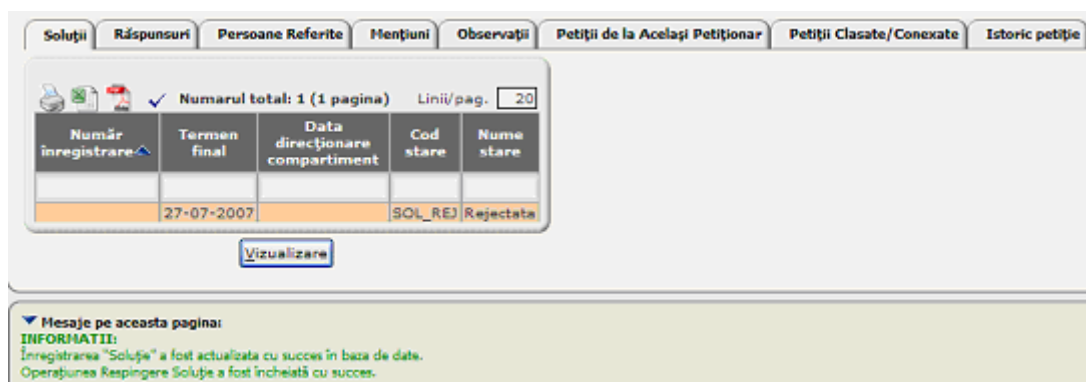 Soluţii Răspunsuri Persoane Referite Menţiuni Observaţii Petiţii de la Acelaşi Petiţionar Petiţii Clasate/Conexate Istoric petiţie
Numarul total: 1 (1 pagina) Linii/pag. 20
Număr înregistrare Termen final Data direcţionare compartiment Cod stare Nume stare
27-07-2007 SOL_REJ Rejectata
Vizualizare
Mesaje pe aceasta pagina:
INFORMATII:
Înregistrarea "Soluţie" a fost actualizata cu succes în baza de date.
Operaţiunea Respingere Soluţie a fost încheiată cu succes.